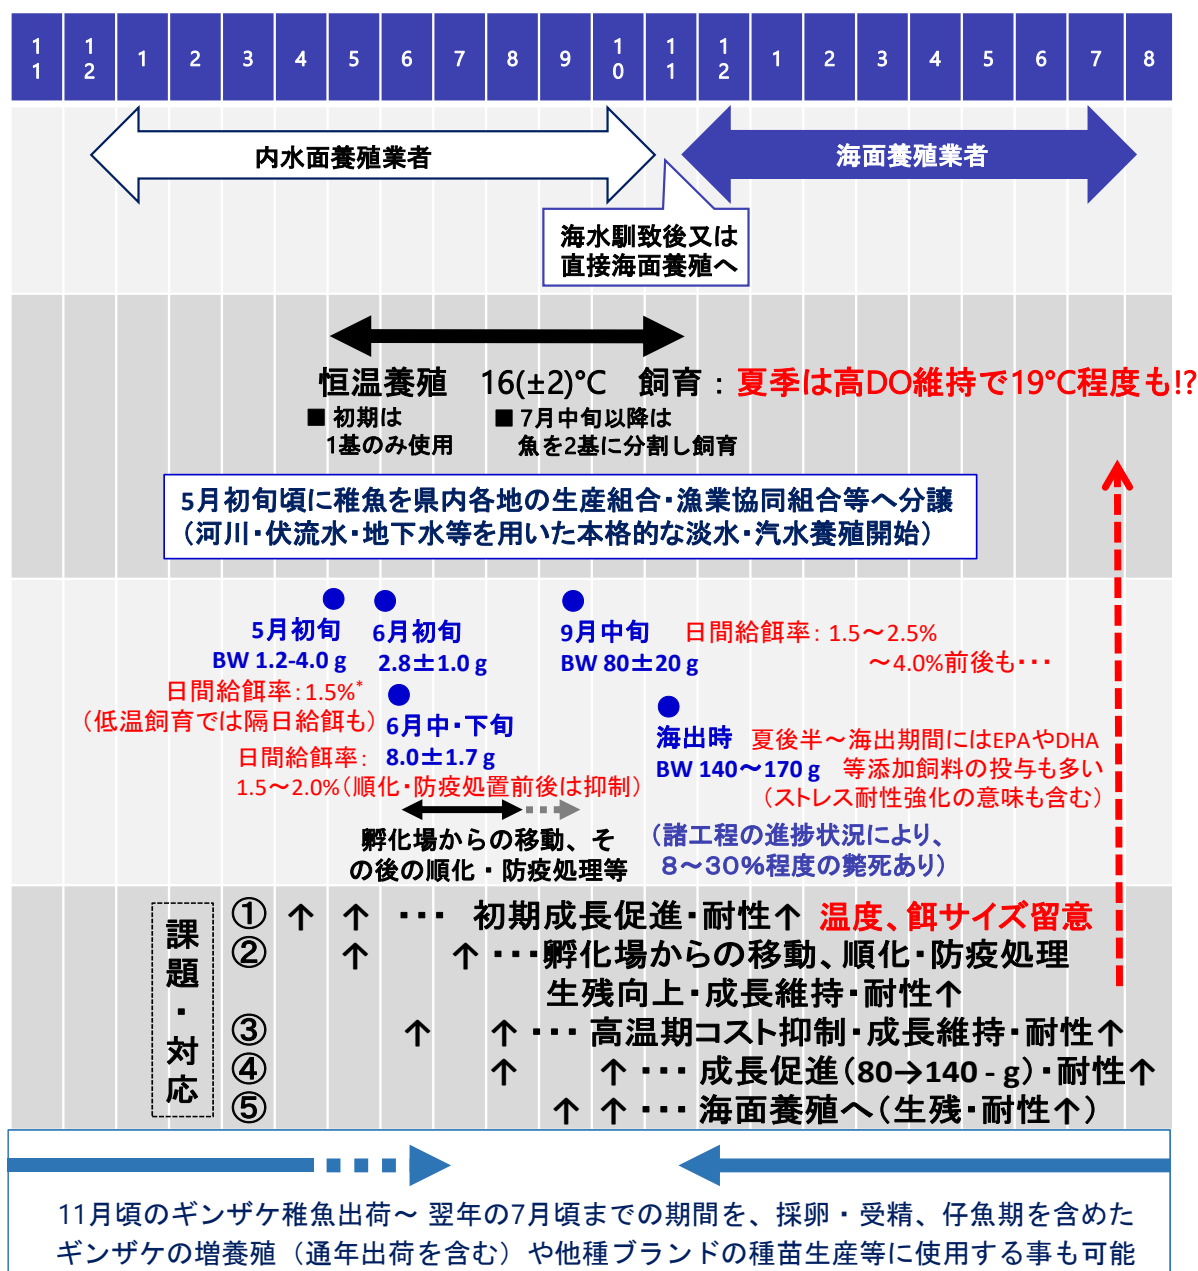 11 12 1 2 3 4 5 6 7 8 9 10 11 12 1 2 3 4 5 6 7 8
内水面養殖業者
海面養殖業者
海水馴致後又は
直接海面養殖へ
恒温養殖　16(±2)℃　飼育：夏季は高DO維持で19℃程度も!?
■ 初期は
1基のみ使用
■ 7月中旬以降は
魚を2基に分割し飼育
5月初旬頃に稚魚を県内各地の生産組合・漁業協同組合等へ分譲
（河川・伏流水・地下水等を用いた本格的な淡水・汽水養殖開始）
5月初旬
BW 1.2-4.0 g
6月初旬
2.8±1.0 g
9月中旬
BW 80±20 g
日間給餌率：1.5～2.5%
～4.0%前後も・・・
日間給餌率：1.5%*
（低温飼育では隔日給餌も）
6月中・下旬
8.0±1.7 g
日間給餌率：
1.5～2.0%（順化・防疫処置前後は抑制）
海出時
BW 140～170 g
夏後半～海出期間にはEPAやDHA
等添加飼料の投与も多い
（ストレス耐性強化の意味も含む）
孵化場からの移動、そ
の後の順化・防疫処理等
（諸工程の進捗状況により、
8～30%程度の斃死あり）
課題・対応
① ↑ ↑ ・・・ 初期成長促進・耐性↑ 温度、餌サイズ留意
② ↑ ↑ ・・・孵化場からの移動、順化・防疫処理
生残向上・成長維持・耐性↑
③ ↑ ↑ ・・・ 高温期コスト抑制・成長維持・耐性↑
④ ↑ ↑ ・・・ 成長促進（80→140 - g）・耐性↑
⑤ ↑ ↑ ・・・ 海面養殖へ（生残・耐性↑）
11月頃のギンザケ稚魚出荷～ 翌年の7月頃までの期間を、採卵・受精、仔魚期を含めた
ギンザケの増養殖（通年出荷を含む）や他種ブランドの種苗生産等に使用する事も可能